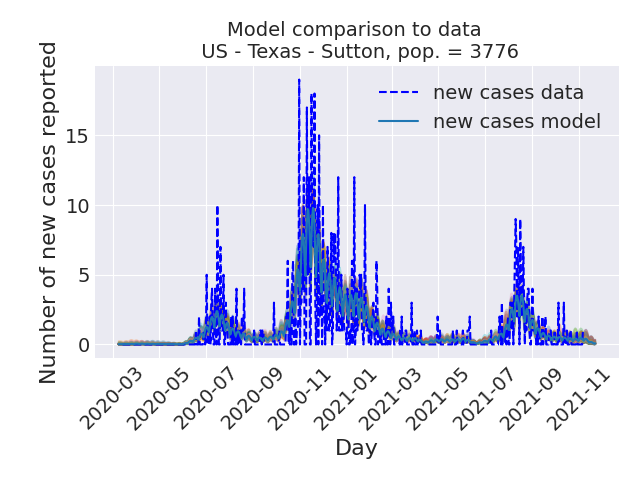 Model comparison to data
US - Texas - Sutton, pop. = 3776
new cases data
new cases model
Number of new cases reported
15
10
5
0
2020-03
2020-05
2020-07
2020-09
2020-11
2021-01
2021-03
2021-05
2021-07
2021-09
2021-11
Day